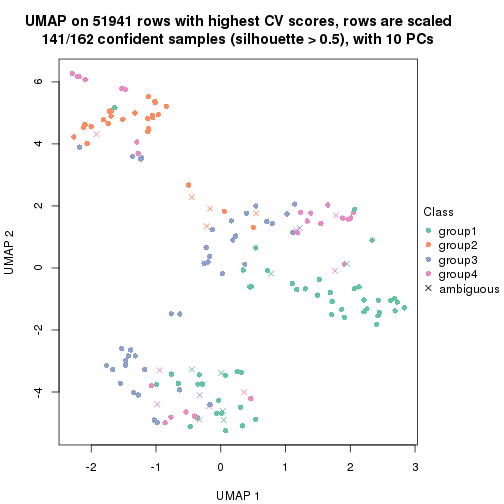 UMAP on 51941 rows with highest CV scores, rows are scaled
141/162 confident samples (silhouette > 0.5), with 10 PCs
6
4
2
0
-2
-4
UMAP 2
-2
-1
0
1
2
3
UMAP 1
Class
group1
group2
group3
group4
ambiguous